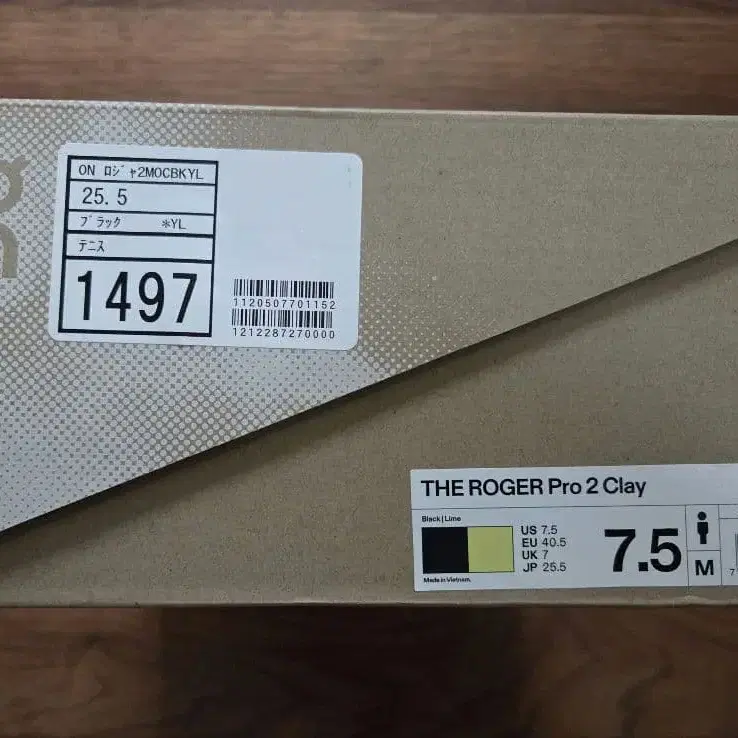 ON ﾛｼﾞｬ2MOCBKYL
25.5
ﾌﾞﾗｯｸ *YL
ﾃﾆｽ
1497
1120507701152
1212287270000
THE ROGER Pro 2 Clay
Black | Lime
US 7.5
EU 40.5
UK 7
JP 25.5
7.5
M
Made in Vietnam.